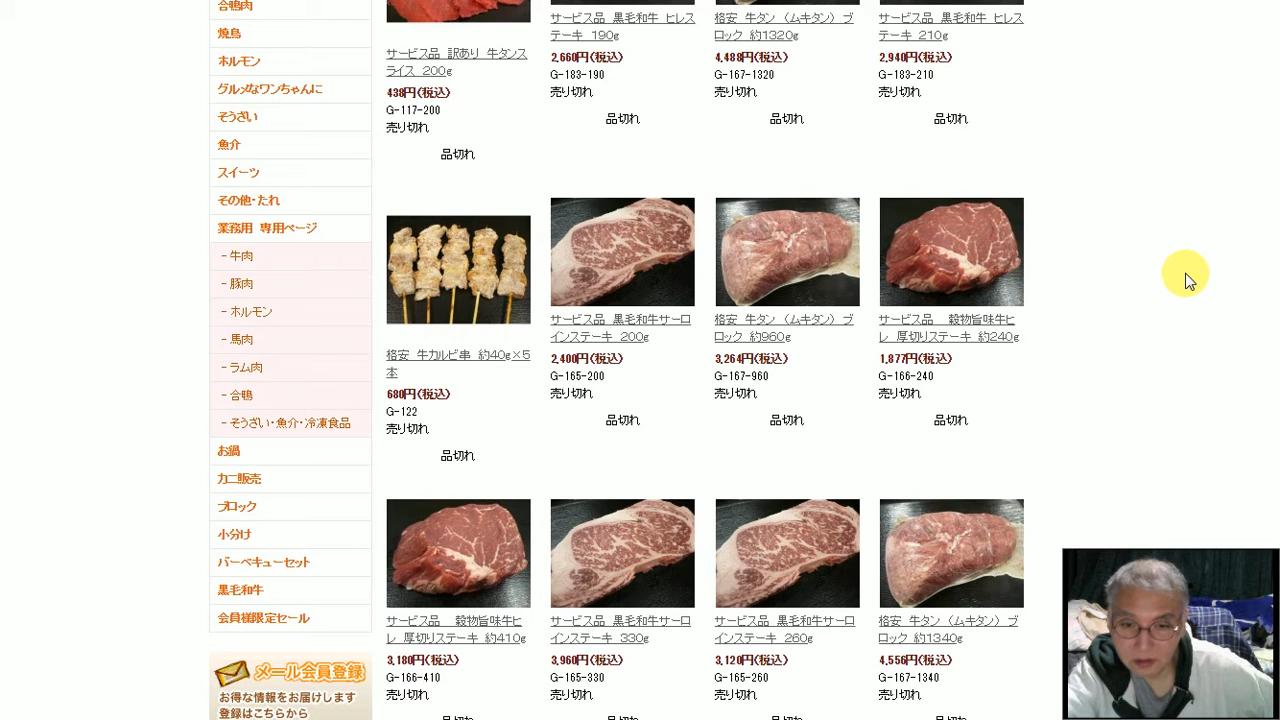 合鴨肉
焼鳥
ホルモン
グルメなワンちゃんに
そうざい
魚介
スイーツ
その他・たれ
業務用 専用ページ
- 牛肉
- 豚肉
- ホルモン
- 馬肉
- ラム肉
- 合鴨
- そうざい・魚介・冷凍食品
お鍋
カニ販売
ブロック
小分け
バーベキューセット
黒毛和牛
会員様限定セール
メール会員登録
お得な情報をお届けします
登録はこちらから
サービス品 訳あり 牛タンス
ライス 200g
438円(税込)
G-117-200
売り切れ
品切れ
サービス品 黒毛和牛 ヒレス
テーキ 190g
2,660円(税込)
G-183-190
売り切れ
品切れ
格安 牛タン (ムキタン) ブ
ロック 約1320g
4,488円(税込)
G-167-1320
売り切れ
品切れ
サービス品 黒毛和牛 ヒレス
テーキ 210g
2,940円(税込)
G-183-210
売り切れ
品切れ
格安 牛カルビ串 約40g×5
本
680円(税込)
G-122
売り切れ
品切れ
サービス品 黒毛和牛サーロ
インステーキ 200g
2,400円(税込)
G-165-200
売り切れ
品切れ
格安 牛タン (ムキタン) ブ
ロック 約960g
3,264円(税込)
G-167-960
売り切れ
品切れ
サービス品 穀物旨味牛ヒ
レ 厚切りステーキ 約240g
1,877円(税込)
G-166-240
売り切れ
品切れ
サービス品 穀物旨味牛ヒ
レ 厚切りステーキ 約410g
3,180円(税込)
G-166-410
売り切れ
サービス品 黒毛和牛サーロ
インステーキ 330g
3,960円(税込)
G-165-330
売り切れ
サービス品 黒毛和牛サーロ
インステーキ 260g
3,120円(税込)
G-165-260
売り切れ
格安 牛タン (ムキタン) ブ
ロック 約1340g
4,556円(税込)
G-167-1340
売り切れ